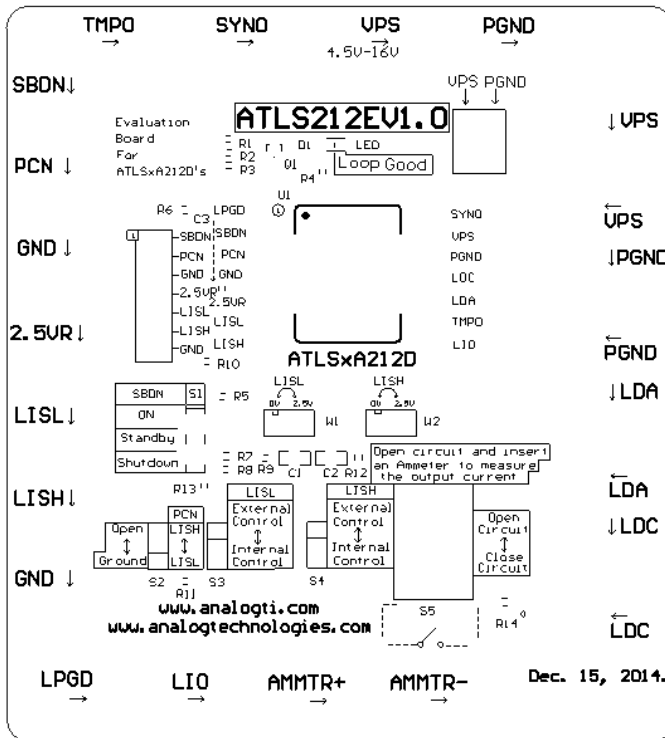 TMPO SYNO VPS PGND
4.5V-16V
SBDN↓
VPS PGND
ATLS212EV1.0
Evaluation
Board
For
ATLSxA212D's
R1
R2
R3
D1 LED
Q1
Loop Good
R4
↓VPS
PCN ↓
U1
R6
C3
1
LPGD
SBDN
PCN
GND
2.5VR
LISL
LISH
SBDN
PCN
GND
2.5VR
LISL
LISH
GND
R10
SYNO
VPS
PGND
LDC
LDA
TMPO
LIO
ATLSxA212D
VPS
GND ↓
↓PGND
2.5VR↓
PGND
↓LDA
SBDN S1
ON
Standby
Shutdown
R5
LISL
0V 2.5V
W1
LISH
0V 2.5V
W2
LISL↓
R7
R8
R9
C1
C2
R12
Open circuit and insert
an Ammeter to measure
the output current
R13
LISH↓
LDA
↓LDC
Open
Ground
S2
PCN
LISH
LISL
R11
S3
LISL
External
Control
Internal
Control
S4
LISH
External
Control
Internal
Control
Open
Circuit
Close
Circuit
S5
R14
GND ↓
www.analogti.com
www.analogtechnologies.com
LDC
LPGD LIO AMMTR+ AMMTR-
Dec. 15, 2014.